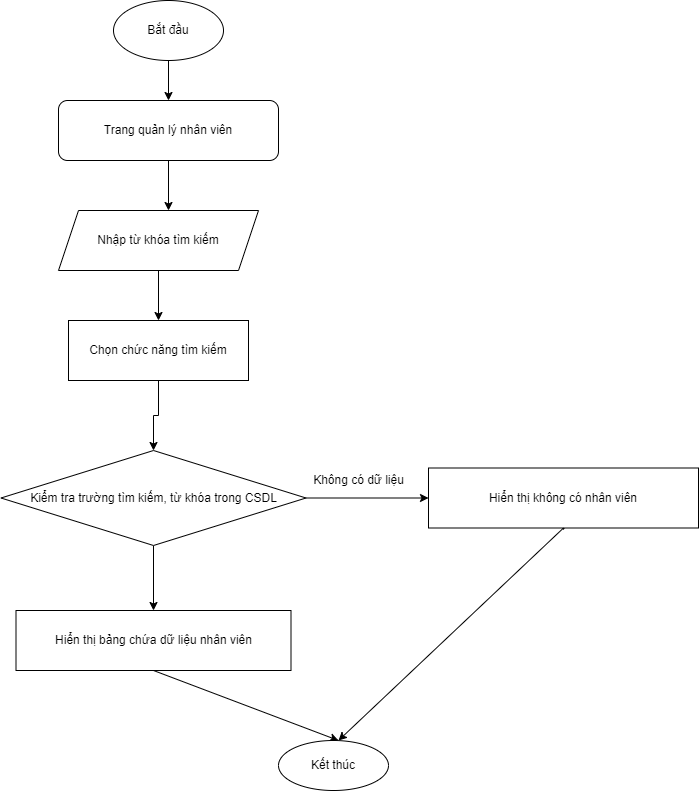 Bắt đầu
Trang quản lý nhân viên
Nhập từ khóa tìm kiếm
Chọn chức năng tìm kiếm
Kiểm tra trường tìm kiếm, từ khóa trong CSDL
Không có dữ liệu
Hiển thị không có nhân viên
Hiển thị bảng chứa dữ liệu nhân viên
Kết thúc